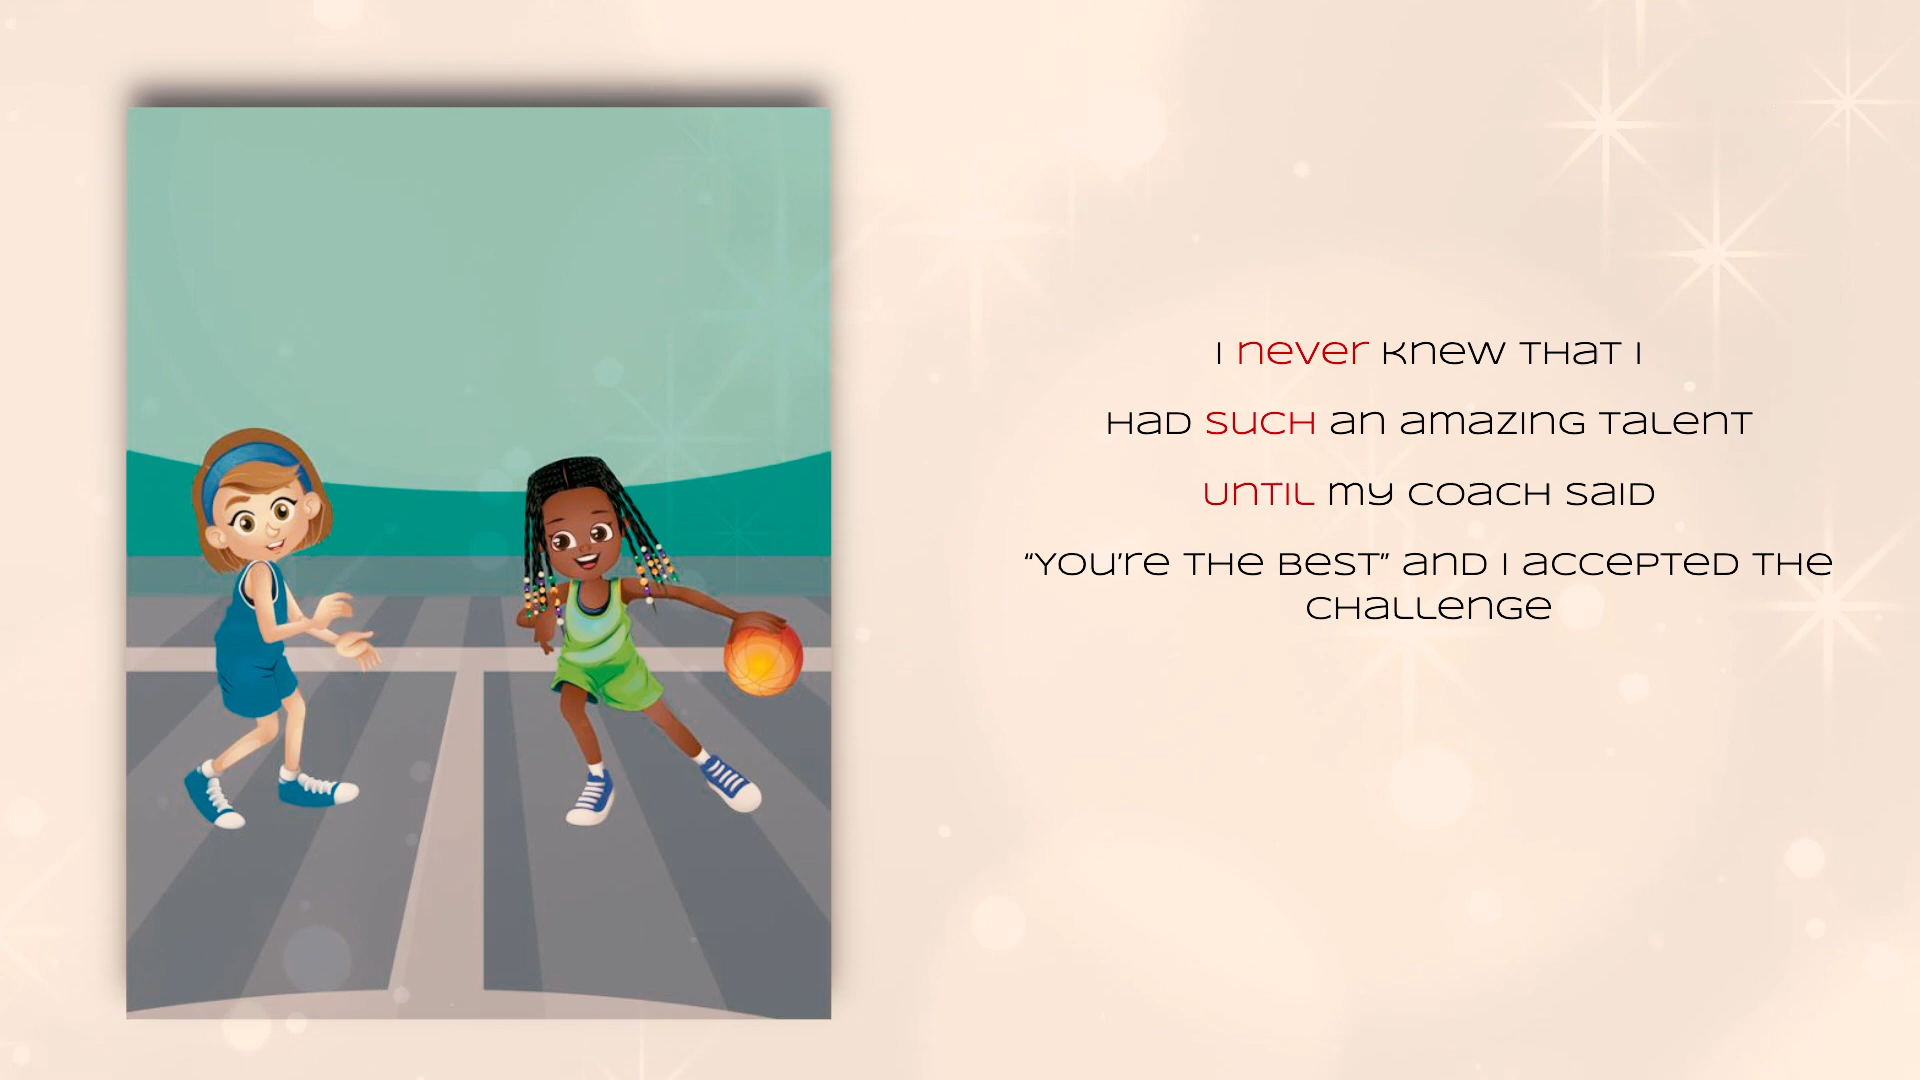 I never knew that I
had such an amazing talent
until my coach said
“You’re the best” and I accepted the
challenge